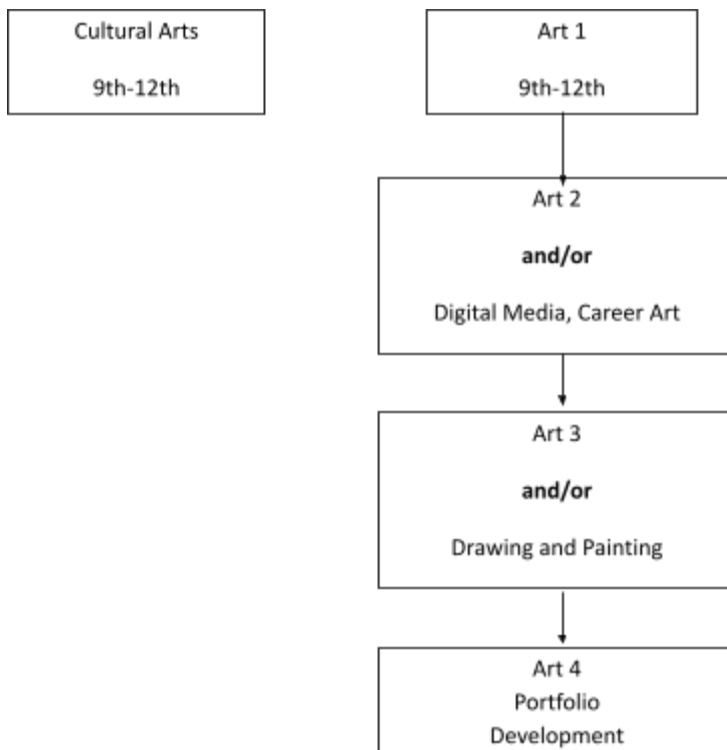 Cultural Arts
9th-12th
Art 1
9th-12th
Art 2
and/or
Digital Media, Career Art
Art 3
and/or
Drawing and Painting
Art 4
Portfolio
Development